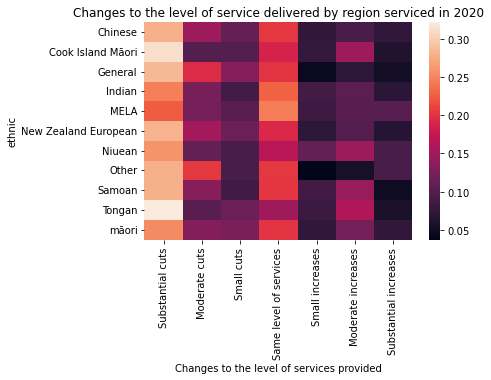 Changes to the level of service delivered by region serviced in 2020
ethnic
Chinese
Cook Island Māori
General
Indian
MELA
New Zealand European
Niuean
Other
Samoan
Tongan
māori
Substantial cuts
Moderate cuts
Small cuts
Same level of services
Small increases
Moderate increases
Substantial increases
Changes to the level of services provided
0.30
0.25
0.20
0.15
0.10
0.05